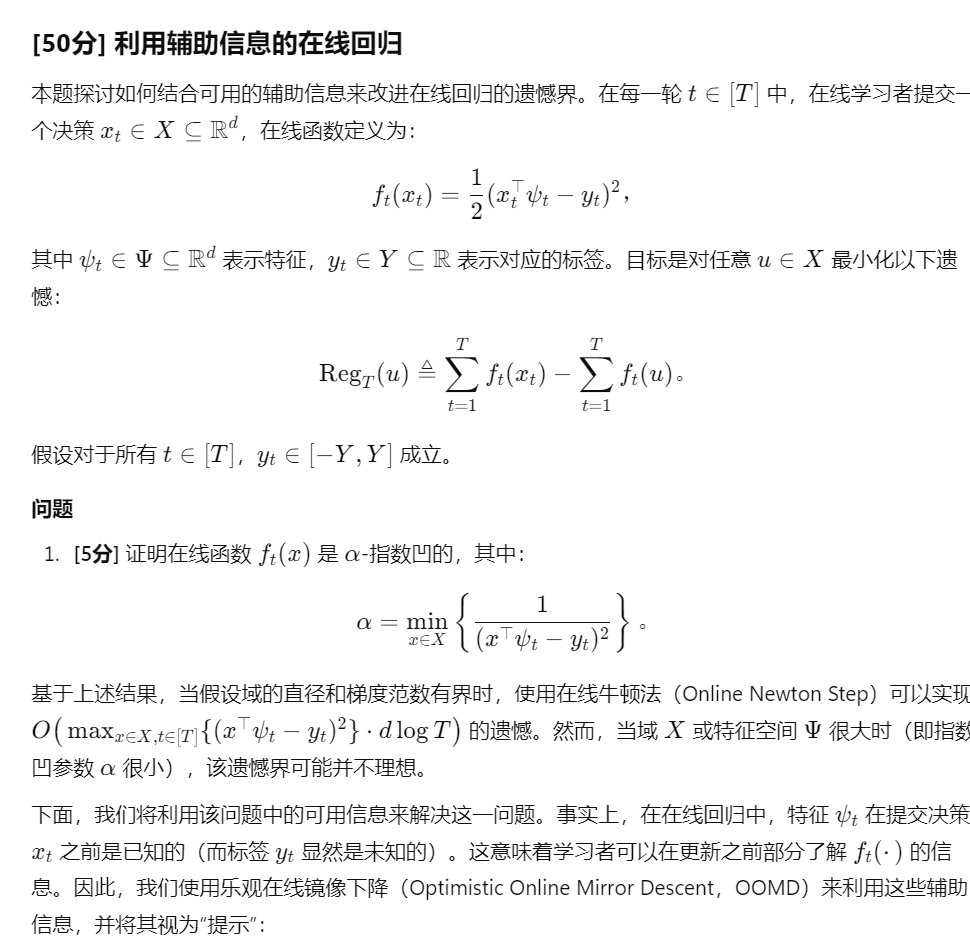 [50分] 利用辅助信息的在线回归
本题探讨如何结合可用的辅助信息来改进在线回归的遗憾界。在每一轮 $t \in [T]$ 中，在线学习者提交一
个决策 $x_t \in X \subseteq \mathbb{R}^d$，在线函数定义为：
$$f_t(x_t) = \frac{1}{2}(x_t^\top \psi_t - y_t)^2，$$
其中 $\psi_t \in \Psi \subseteq \mathbb{R}^d$ 表示特征，$y_t \in Y \subseteq \mathbb{R}$ 表示对应的标签。目标是对任意 $u \in X$ 最小化以下遗
憾：
$$\mathrm{Reg}_T(u) \triangleq \sum_{t=1}^{T} f_t(x_t) - \sum_{t=1}^{T} f_t(u)。$$
假设对于所有 $t \in [T]$，$y_t \in [-Y, Y]$ 成立。
问题
1. [5分] 证明在线函数 $f_t(x)$ 是 $\alpha$-指数凹的，其中：
$$\alpha = \min_{x \in X} \left\{ \frac{1}{(x^\top \psi_t - y_t)^2} \right\}。$$
基于上述结果，当假设域的直径和梯度范数有界时，使用在线牛顿法（Online Newton Step）可以实现
$O\left(\max_{x \in X, t \in [T]} \{(x^\top \psi_t - y_t)^2\} \cdot d \log T\right)$ 的遗憾。然而，当域 $X$ 或特征空间 $\Psi$ 很大时（即指数
凹参数 $\alpha$ 很小），该遗憾界可能并不理想。
下面，我们将利用该问题中的可用信息来解决这一问题。事实上，在在线回归中，特征 $\psi_t$ 在提交决策
$x_t$ 之前是已知的（而标签 $y_t$ 显然是未知的）。这意味着学习者可以在更新之前部分了解 $f_t(\cdot)$ 的信
息。因此，我们使用乐观在线镜像下降（Optimistic Online Mirror Descent，OOMD）来利用这些辅助
信息，并将其视为“提示”：